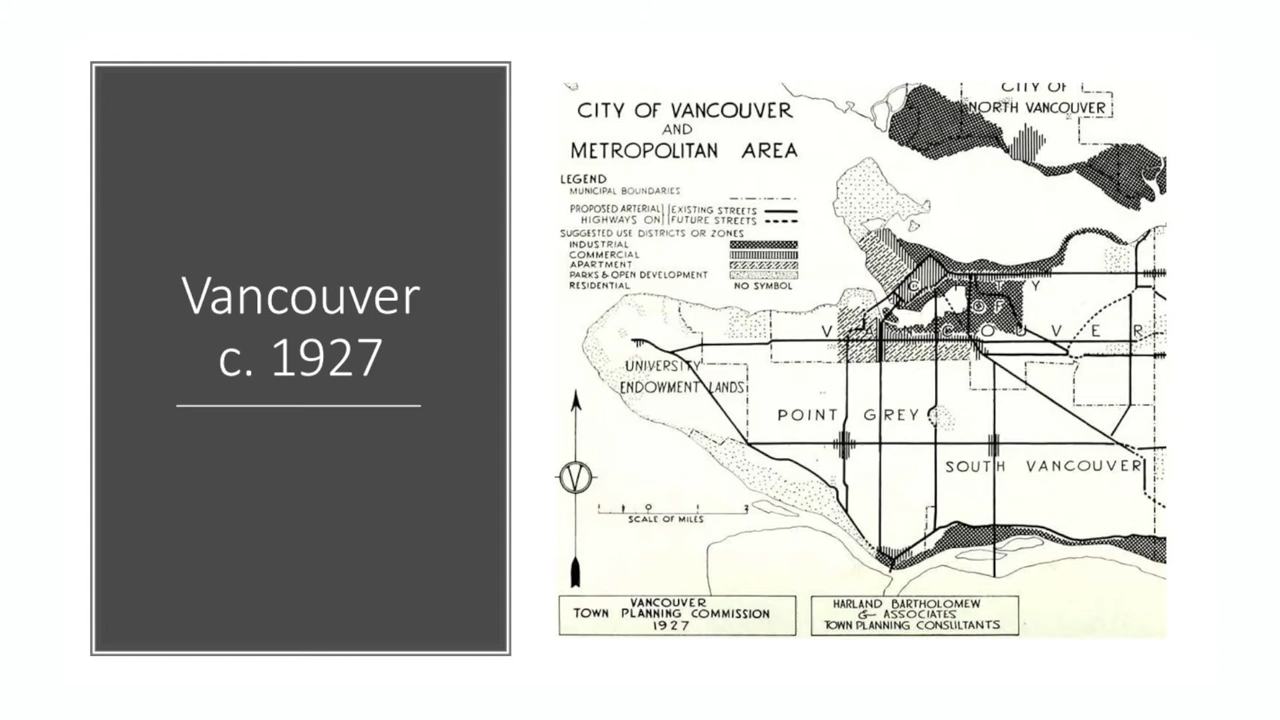 Vancouver
c. 1927
CITY OF VANCOUVER
AND
METROPOLITAN AREA
LEGEND
MUNICIPAL BOUNDARIES
PROPOSED ARTERIAL EXISTING STREETS
HIGHWAYS ON FUTURE STREETS
SUGGESTED USE DISTRICTS OR ZONES
INDUSTRIAL
COMMERCIAL
APARTMENT
PARKS & OPEN DEVELOPMENT
RESIDENTIAL NO SYMBOL
CITY OF
NORTH VANCOUVER
CITY
OF
VANCOUVER
UNIVERSITY
ENDOWMENT LANDS
POINT GREY
SOUTH VANCOUVER
V
SCALE OF MILES
VANCOUVER
TOWN PLANNING COMMISSION
1927
HARLAND BARTHOLOMEW
& ASSOCIATES
TOWN PLANNING CONSULTANTS